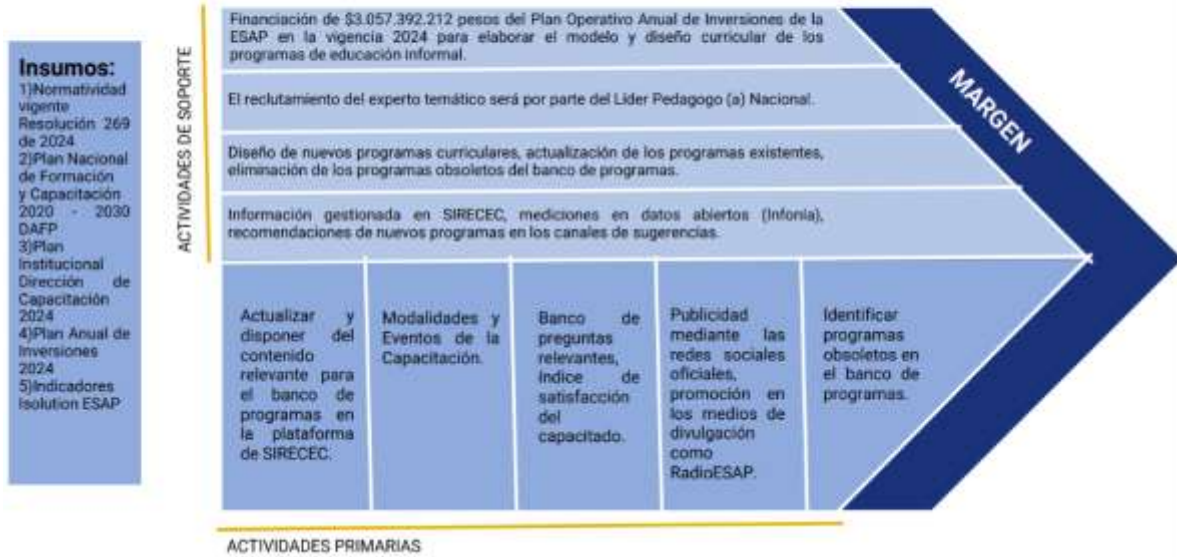 Insumos:
1)Normatividad
vigente
Resolución 269
de 2024
2)Plan Nacional
de Formación
y Capacitación
2020 - 2030
DAFP
3)Plan
Institucional
Dirección de
Capacitación
2024
4)Plan Anual de
Inversiones
2024
5)Indicadores
Isolution ESAP
ACTIVIDADES DE SOPORTE
Financiación de $3.057.392.212 pesos del Plan Operativo Anual de Inversiones de la
ESAP en la vigencia 2024 para elaborar el modelo y diseño curricular de los
programas de educación informal.
El reclutamiento del experto temático será por parte del Líder Pedagogo (a) Nacional.
Diseño de nuevos programas curriculares, actualización de los programas existentes,
eliminación de los programas obsoletos del banco de programas.
Información gestionada en SIRECEC, mediciones en datos abiertos (Infonia),
recomendaciones de nuevos programas en los canales de sugerencias.
MARGEN
Actualizar y
disponer del
contenido
relevante para
el banco de
programas en
la plataforma
de SIRECEC.
Modalidades y
Eventos de la
Capacitación.
Banco de
preguntas
relevantes,
índice de
satisfacción
del
capacitado.
Publicidad
mediante las
redes sociales
oficiales,
promoción en
los medios de
divulgación
como
RadioESAP.
Identificar
programas
obsoletos en
el banco de
programas.
ACTIVIDADES PRIMARIAS